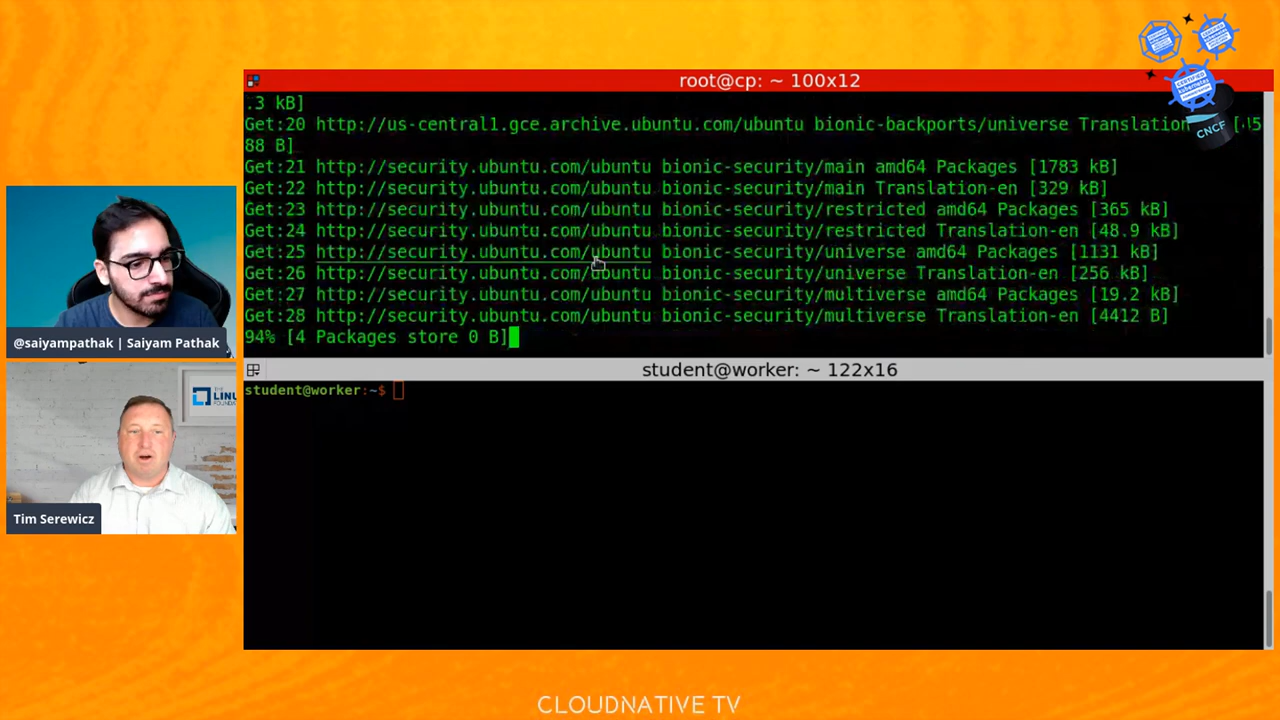 root@cp: ~ 100x12
.3 kB]
Get:20 http://us-central1.gce.archive.ubuntu.com/ubuntu bionic-backports/universe Translation
88 B]
Get:21 http://security.ubuntu.com/ubuntu bionic-security/main amd64 Packages [1783 kB]
Get:22 http://security.ubuntu.com/ubuntu bionic-security/main Translation-en [329 kB]
Get:23 http://security.ubuntu.com/ubuntu bionic-security/restricted amd64 Packages [365 kB]
Get:24 http://security.ubuntu.com/ubuntu bionic-security/restricted Translation-en [48.9 kB]
Get:25 http://security.ubuntu.com/ubuntu bionic-security/universe amd64 Packages [1131 kB]
Get:26 http://security.ubuntu.com/ubuntu bionic-security/universe Translation-en [256 kB]
Get:27 http://security.ubuntu.com/ubuntu bionic-security/multiverse amd64 Packages [19.2 kB]
Get:28 http://security.ubuntu.com/ubuntu bionic-security/multiverse Translation-en [4412 B]
94% [4 Packages store 0 B]
student@worker: ~ 122x16
student@worker:~$
@saiyampathak | Saiyam Pathak
THE
LINU
FOUNDA
Tim Serewicz
CNCF
CLOUDNATIVE TV